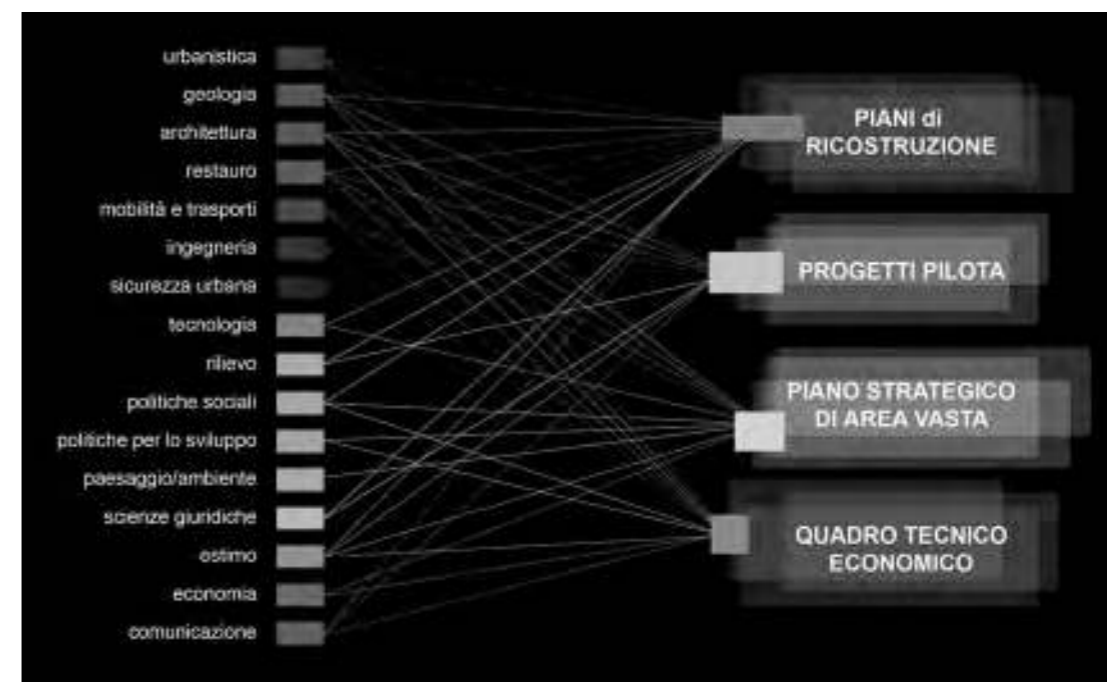 urbanistica
geologia
architettura
restauro
mobilità e trasporti
ingegneria
sicurezza urbana
tecnologia
rilievo
politiche sociali
politiche per lo sviluppo
paesaggio/ambiente
scienze giuridiche
estimo
economia
comunicazione
PIANI di
RICOSTRUZIONE
PROGETTI PILOTA
PIANO STRATEGICO
DI AREA VASTA
QUADRO TECNICO
ECONOMICO